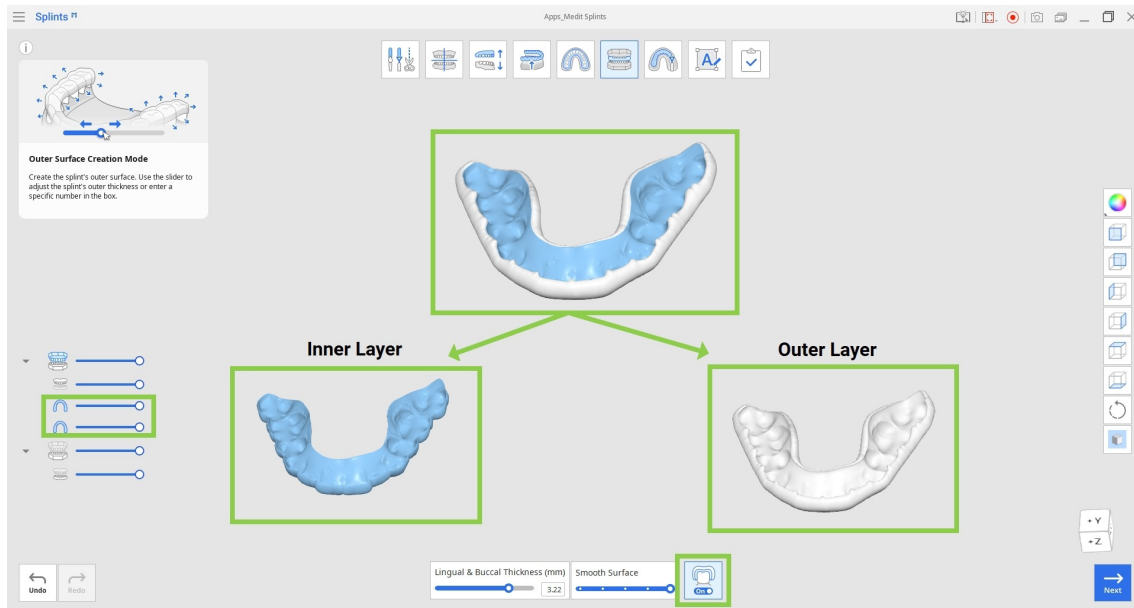 Splints
Apps_Medit Splints
Outer Surface Creation Mode
Create the splint's outer surface. Use the slider to
adjust the splint's outer thickness or enter a
specific number in the box.
A
Inner Layer
Outer Layer
+ Y
+ Z
Undo
Redo
Lingual & Buccal Thickness (mm)
3.22
Smooth Surface
On
Next